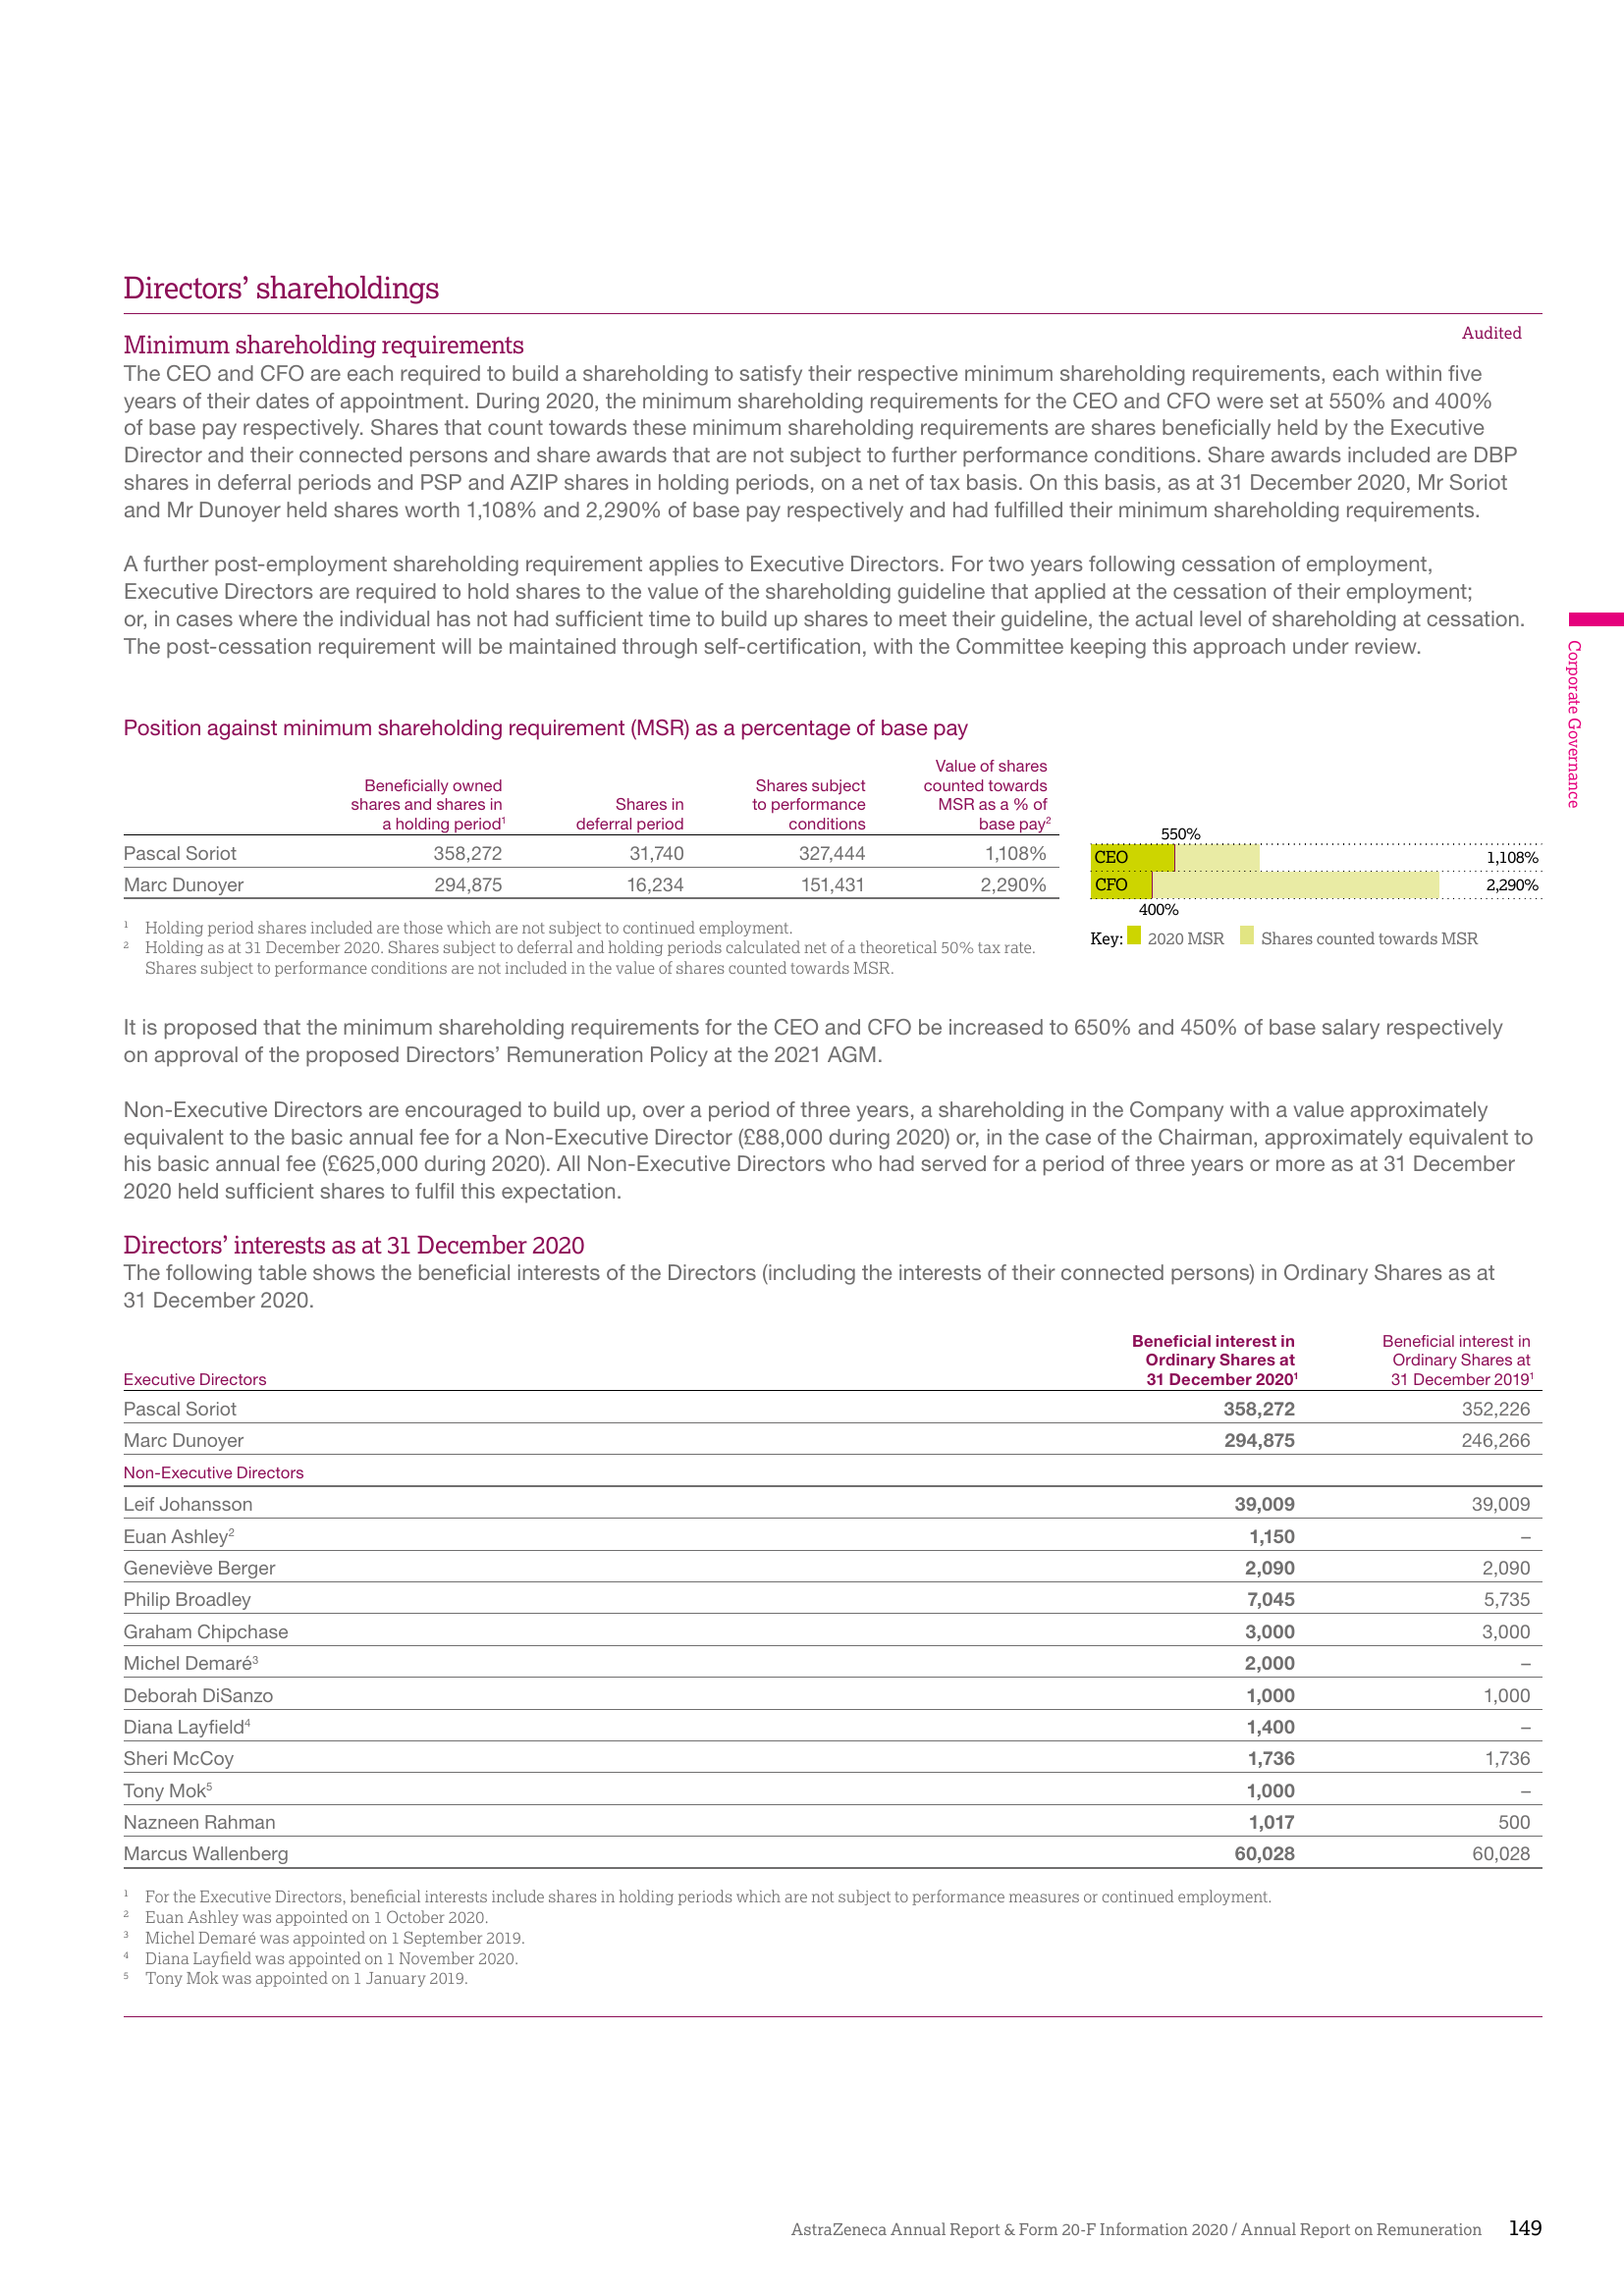 Directors’ shareholdings
Audited
Minimum shareholding requirements
The CEO and CFO are each required to build a shareholding to satisfy their respective minimum shareholding requirements, each within five
years of their dates of appointment. During 2020, the minimum shareholding requirements for the CEO and CFO were set at 550% and 400%
of base pay respectively. Shares that count towards these minimum shareholding requirements are shares beneficially held by the Executive
Director and their connected persons and share awards that are not subject to further performance conditions. Share awards included are DBP
shares in deferral periods and PSP and AZIP shares in holding periods, on a net of tax basis. On this basis, as at 31 December 2020, Mr Soriot
and Mr Dunoyer held shares worth 1,108% and 2,290% of base pay respectively and had fulfilled their minimum shareholding requirements.
A further post-employment shareholding requirement applies to Executive Directors. For two years following cessation of employment,
Executive Directors are required to hold shares to the value of the shareholding guideline that applied at the cessation of their employment;
or, in cases where the individual has not had sufficient time to build up shares to meet their guideline, the actual level of shareholding at cessation.
The post-cessation requirement will be maintained through self-certification, with the Committee keeping this approach under review.
Corporate Governance
Position against minimum shareholding requirement (MSR) as a percentage of base pay
Value of shares
Beneficially owned Shares subject counted towards
shares and shares in Shares in to performance MSR as a % of
a holding period¹ deferral period conditions base pay²
Pascal Soriot 358,272 31,740 327,444 1,108%
Marc Dunoyer 294,875 16,234 151,431 2,290%
550%
CEO 1,108%
CFO 2,290%
400%
Key: 2020 MSR Shares counted towards MSR
¹ Holding period shares included are those which are not subject to continued employment.
² Holding as at 31 December 2020. Shares subject to deferral and holding periods calculated net of a theoretical 50% tax rate.
Shares subject to performance conditions are not included in the value of shares counted towards MSR.
It is proposed that the minimum shareholding requirements for the CEO and CFO be increased to 650% and 450% of base salary respectively
on approval of the proposed Directors’ Remuneration Policy at the 2021 AGM.
Non-Executive Directors are encouraged to build up, over a period of three years, a shareholding in the Company with a value approximately
equivalent to the basic annual fee for a Non-Executive Director (£88,000 during 2020) or, in the case of the Chairman, approximately equivalent to
his basic annual fee (£625,000 during 2020). All Non-Executive Directors who had served for a period of three years or more as at 31 December
2020 held sufficient shares to fulfil this expectation.
Directors’ interests as at 31 December 2020
The following table shows the beneficial interests of the Directors (including the interests of their connected persons) in Ordinary Shares as at
31 December 2020.
Beneficial interest in Beneficial interest in
Ordinary Shares at Ordinary Shares at
Executive Directors 31 December 2020¹ 31 December 2019¹
Pascal Soriot 358,272 352,226
Marc Dunoyer 294,875 246,266
Non-Executive Directors
Leif Johansson 39,009 39,009
Euan Ashley² 1,150 –
Geneviève Berger 2,090 2,090
Philip Broadley 7,045 5,735
Graham Chipchase 3,000 3,000
Michel Demaré³ 2,000 –
Deborah DiSanzo 1,000 1,000
Diana Layfield⁴ 1,400 –
Sheri McCoy 1,736 1,736
Tony Mok⁵ 1,000 –
Nazneen Rahman 1,017 500
Marcus Wallenberg 60,028 60,028
¹ For the Executive Directors, beneficial interests include shares in holding periods which are not subject to performance measures or continued employment.
² Euan Ashley was appointed on 1 October 2020.
³ Michel Demaré was appointed on 1 September 2019.
⁴ Diana Layfield was appointed on 1 November 2020.
⁵ Tony Mok was appointed on 1 January 2019.
AstraZeneca Annual Report & Form 20-F Information 2020 / Annual Report on Remuneration 149